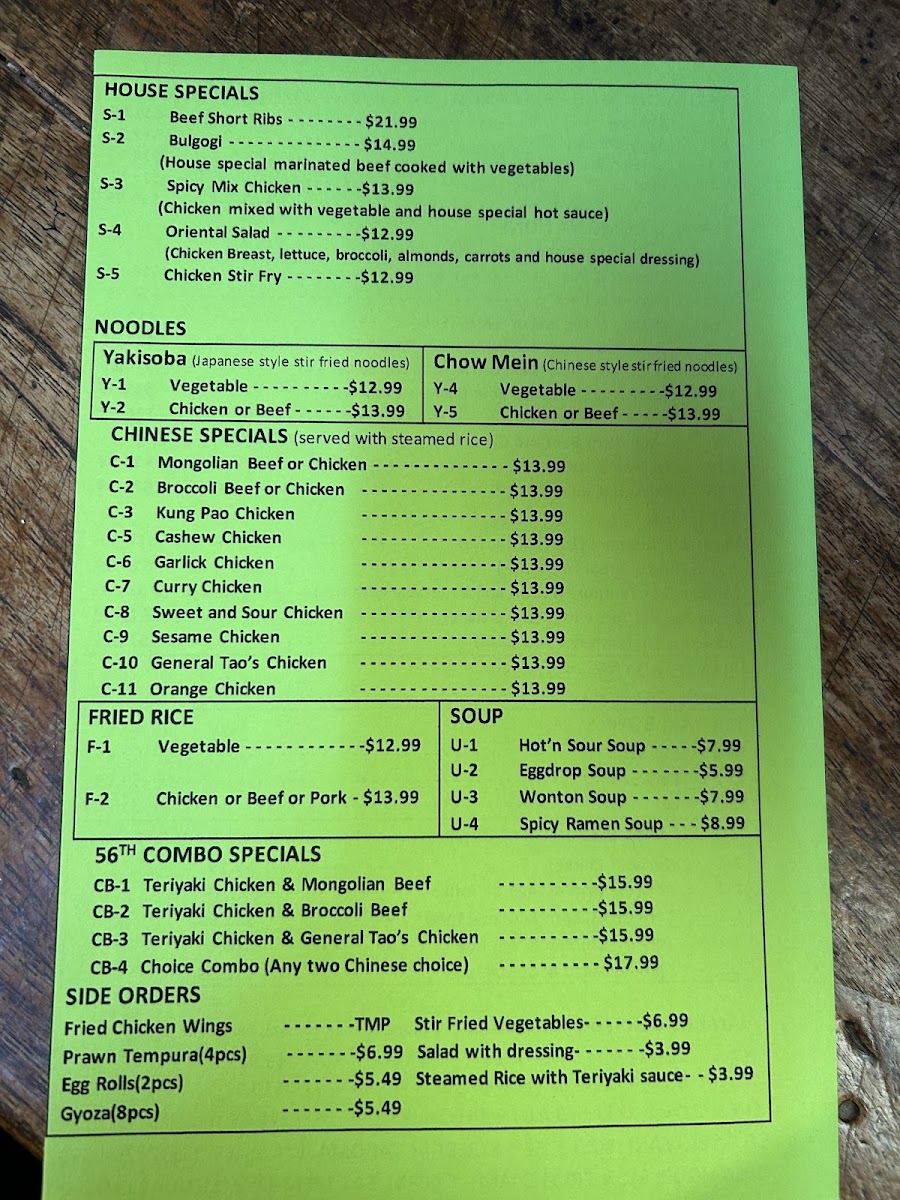 HOUSE SPECIALS
S-1 Beef Short Ribs - - - - - - - - $21.99
S-2 Bulgogi - - - - - - - - - - - - - - $14.99
(House special marinated beef cooked with vegetables)
S-3 Spicy Mix Chicken - - - - - -$13.99
(Chicken mixed with vegetable and house special hot sauce)
S-4 Oriental Salad - - - - - - - - -$12.99
(Chicken Breast, lettuce, broccoli, almonds, carrots and house special dressing)
S-5 Chicken Stir Fry - - - - - - - -$12.99
NOODLES
Yakisoba (Japanese style stir fried noodles)
Y-1 Vegetable - - - - - - - - - -$12.99
Y-2 Chicken or Beef - - - - - -$13.99
Chow Mein (Chinese style stir fried noodles)
Y-4 Vegetable - - - - - - - - -$12.99
Y-5 Chicken or Beef - - - - -$13.99
CHINESE SPECIALS (served with steamed rice)
C-1 Mongolian Beef or Chicken - - - - - - - - - - - - - - $13.99
C-2 Broccoli Beef or Chicken - - - - - - - - - - - - - - - $13.99
C-3 Kung Pao Chicken - - - - - - - - - - - - - - - $13.99
C-5 Cashew Chicken - - - - - - - - - - - - - - - $13.99
C-6 Garlick Chicken - - - - - - - - - - - - - - - $13.99
C-7 Curry Chicken - - - - - - - - - - - - - - - $13.99
C-8 Sweet and Sour Chicken - - - - - - - - - - - - - - - $13.99
C-9 Sesame Chicken - - - - - - - - - - - - - - - $13.99
C-10 General Tao's Chicken - - - - - - - - - - - - - - - $13.99
C-11 Orange Chicken - - - - - - - - - - - - - - - $13.99
FRIED RICE
F-1 Vegetable - - - - - - - - - - - -$12.99
F-2 Chicken or Beef or Pork - $13.99
SOUP
U-1 Hot'n Sour Soup - - - - -$7.99
U-2 Eggdrop Soup - - - - - - -$5.99
U-3 Wonton Soup - - - - - - -$7.99
U-4 Spicy Ramen Soup - - - $8.99
56TH COMBO SPECIALS
CB-1 Teriyaki Chicken & Mongolian Beef - - - - - - - - - -$15.99
CB-2 Teriyaki Chicken & Broccoli Beef - - - - - - - - - -$15.99
CB-3 Teriyaki Chicken & General Tao's Chicken - - - - - - - - - -$15.99
CB-4 Choice Combo (Any two Chinese choice) - - - - - - - - - - $17.99
SIDE ORDERS
Fried Chicken Wings - - - - - - -TMP
Prawn Tempura(4pcs) - - - - - - -$6.99
Egg Rolls(2pcs) - - - - - - -$5.49
Gyoza(8pcs) - - - - - - -$5.49
Stir Fried Vegetables- - - - - -$6.99
Salad with dressing- - - - - - -$3.99
Steamed Rice with Teriyaki sauce- - $3.99